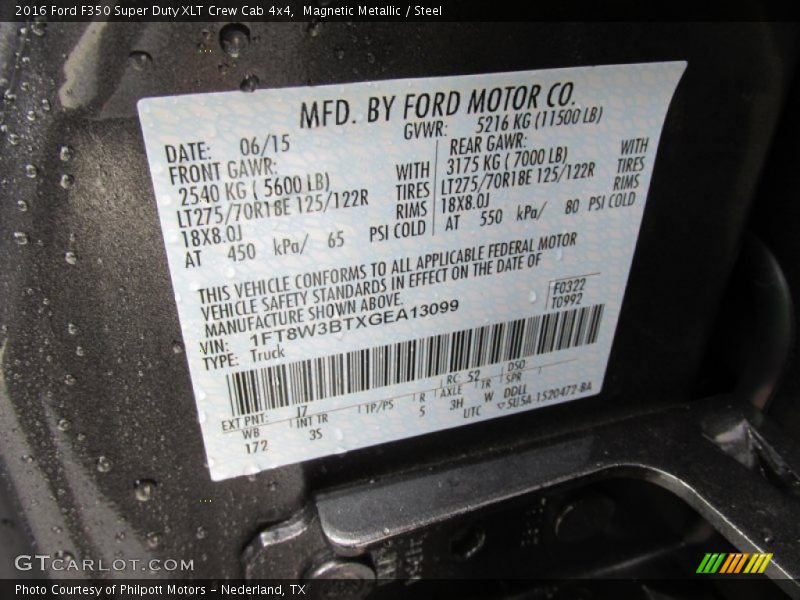 2016 Ford F350 Super Duty XLT Crew Cab 4x4, Magnetic Metallic / Steel
MFD. BY FORD MOTOR CO.
DATE: 06/15 GVWR: 5216 KG (11500 LB)
FRONT GAWR: REAR GAWR:
2540 KG ( 5600 LB) WITH 3175 KG ( 7000 LB) WITH
LT275/70R18E 125/122R TIRES LT275/70R18E 125/122R TIRES
18X8.0J RIMS 18X8.0J RIMS
AT 450 kPa/ 65 PSI COLD AT 550 kPa/ 80 PSI COLD
THIS VEHICLE CONFORMS TO ALL APPLICABLE FEDERAL MOTOR
VEHICLE SAFETY STANDARDS IN EFFECT ON THE DATE OF
MANUFACTURE SHOWN ABOVE.
F0322
T0992
VIN: 1FT8W3BTXGEA13099
TYPE: Truck
EXT PNT: J7 RC: 52 DSO
WB INT TR TP/PS R AXLE TR SPR
172 3S 5 3H W DDLL
UTC 5U5A-1520472-BA
GTCARLOT.COM
Photo Courtesy of Philpott Motors - Nederland, TX